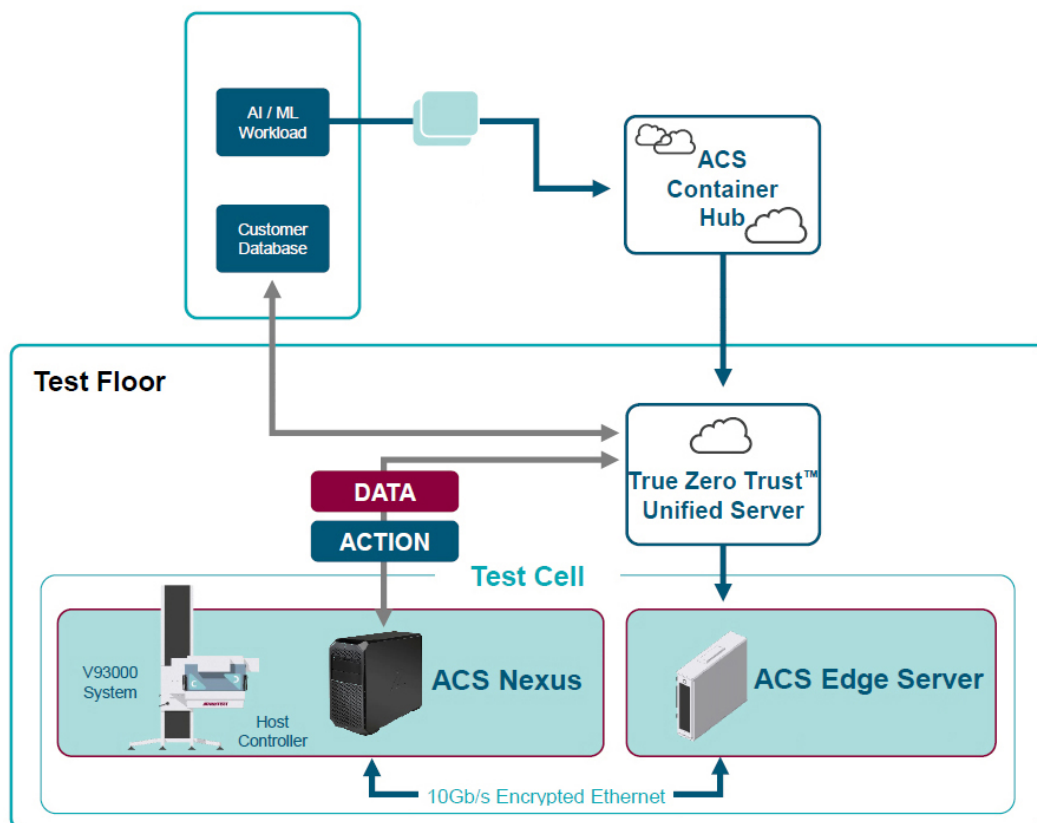 AI / ML
Workload
Customer
Database
ACS
Container
Hub
Test Floor
True Zero Trust™
Unified Server
DATA
ACTION
Test Cell
V93000
System
Host
Controller
ACS Nexus
ACS Edge Server
10Gb/s Encrypted Ethernet